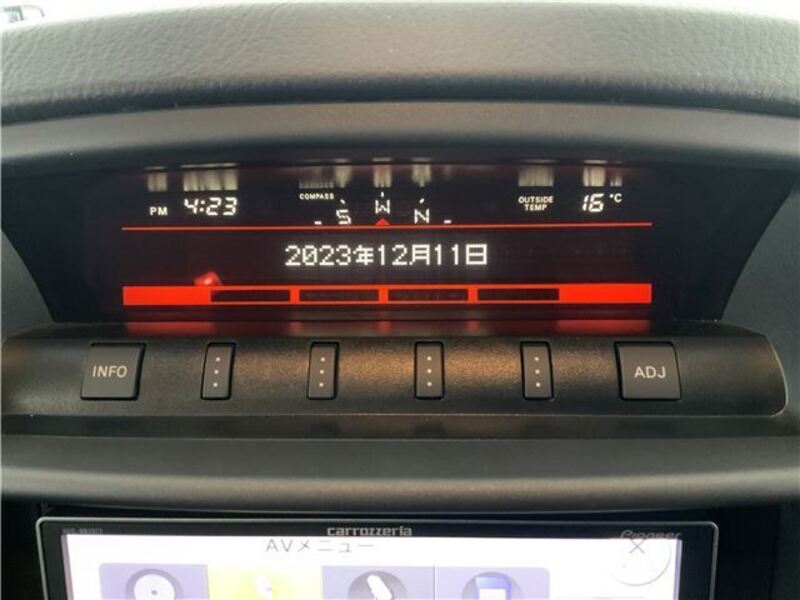 PM 4:23
COMPASS
S W N
OUTSIDE TEMP 16 °C
2023年12月11日
INFO
ADJ
carrozzeria
Pioneer
AVメニュー